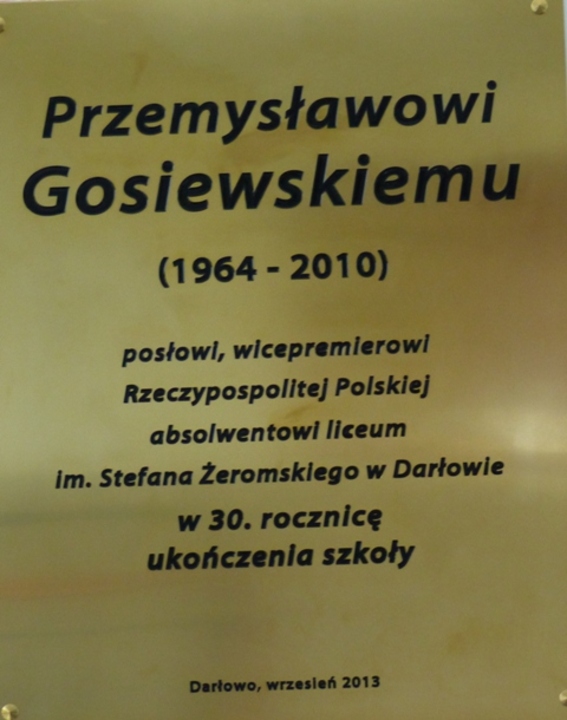 Przemysławowi
Gosiewskiemu
(1964 - 2010)
posłowi, wicepremierowi
Rzeczypospolitej Polskiej
absolwentowi liceum
im. Stefana Żeromskiego w Darłowie
w 30. rocznicę
ukończenia szkoły
Darłowo, wrzesień 2013